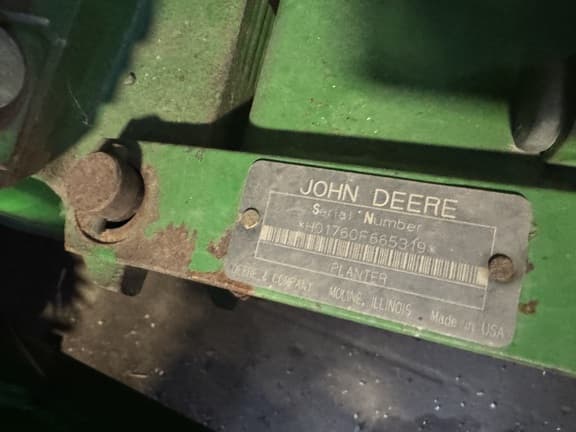 JOHN DEERE
Serial Number
*H01760F665319*
PLANTER
DEERE & COMPANY MOLINE, ILLINOIS Made in USA